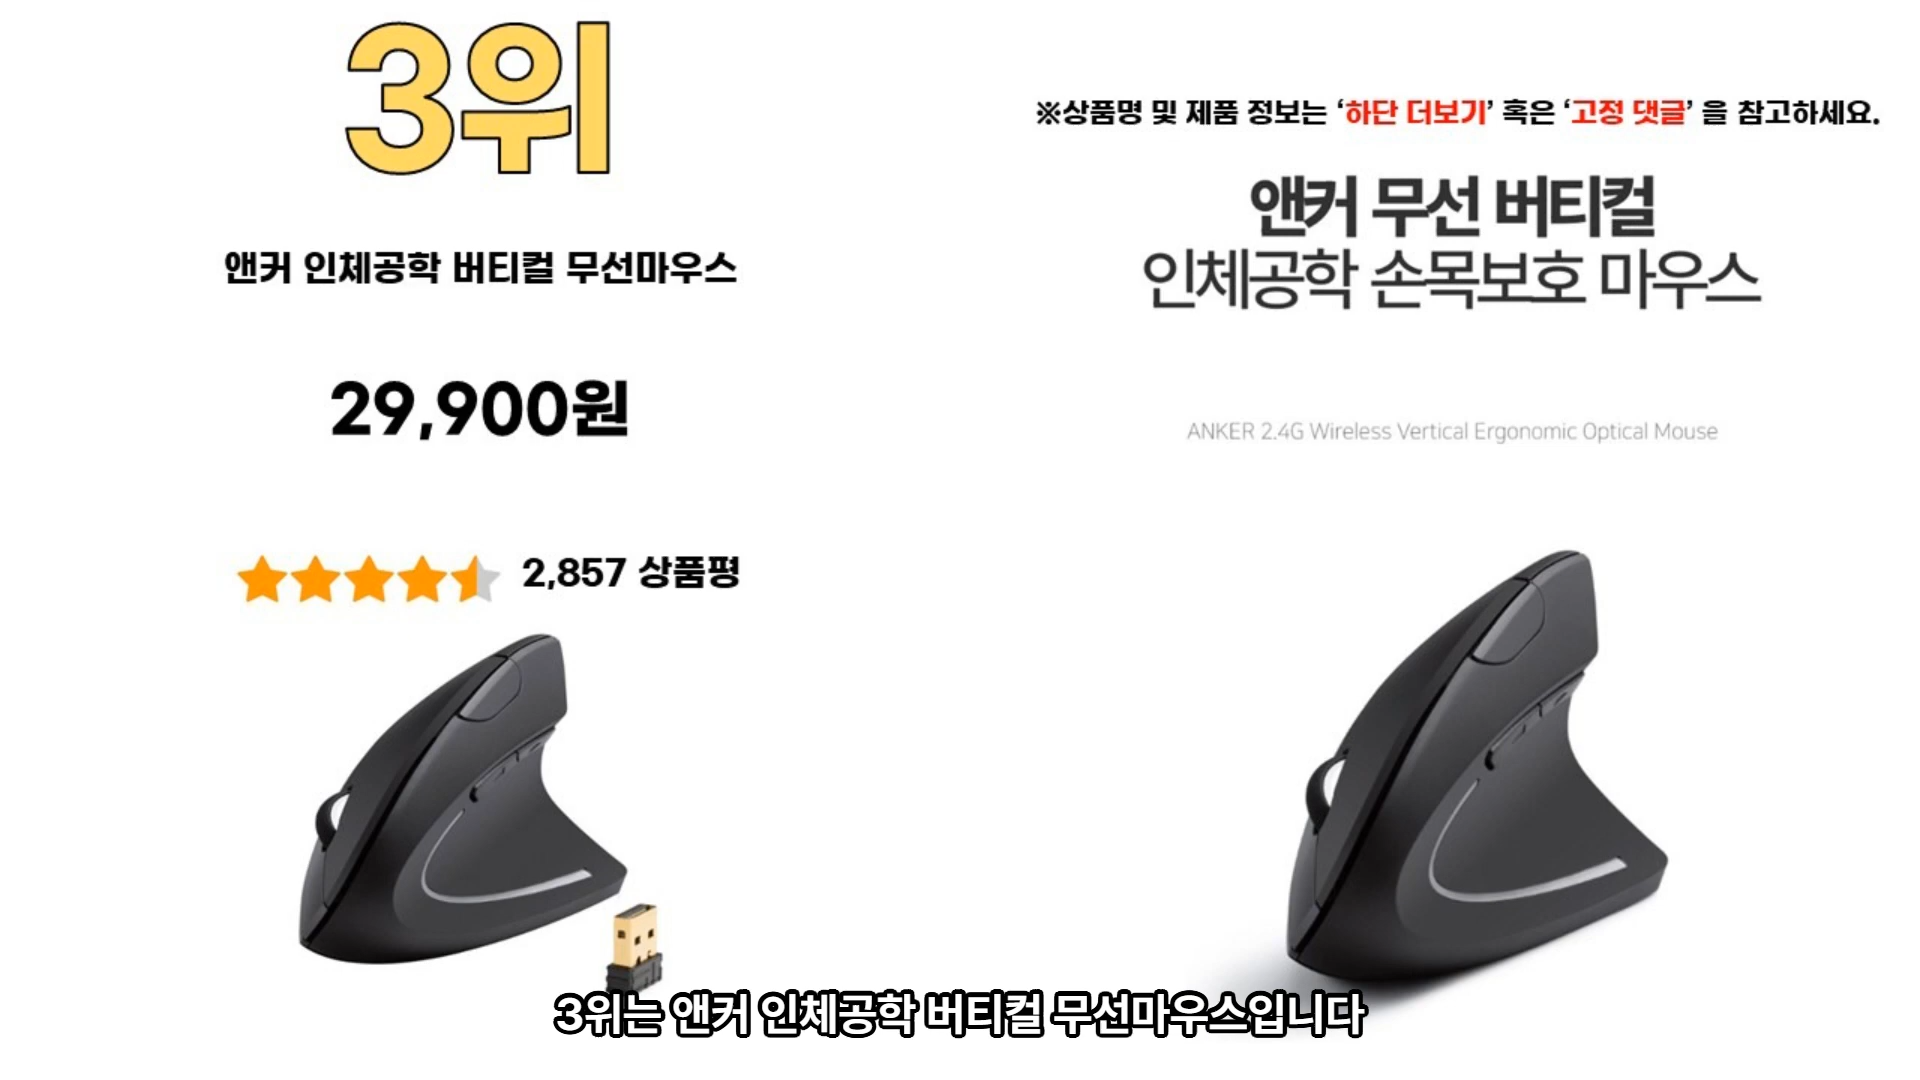 3위
앤커 인체공학 버티컬 무선마우스
29,900원
2,857 상품평
※상품명 및 제품 정보는 ‘하단 더보기’ 혹은 ‘고정 댓글’ 을 참고하세요.
앤커 무선 버티컬
인체공학 손목보호 마우스
ANKER 2.4G Wireless Vertical Ergonomic Optical Mouse
3위는 앤커 인체공학 버티컬 무선마우스입니다